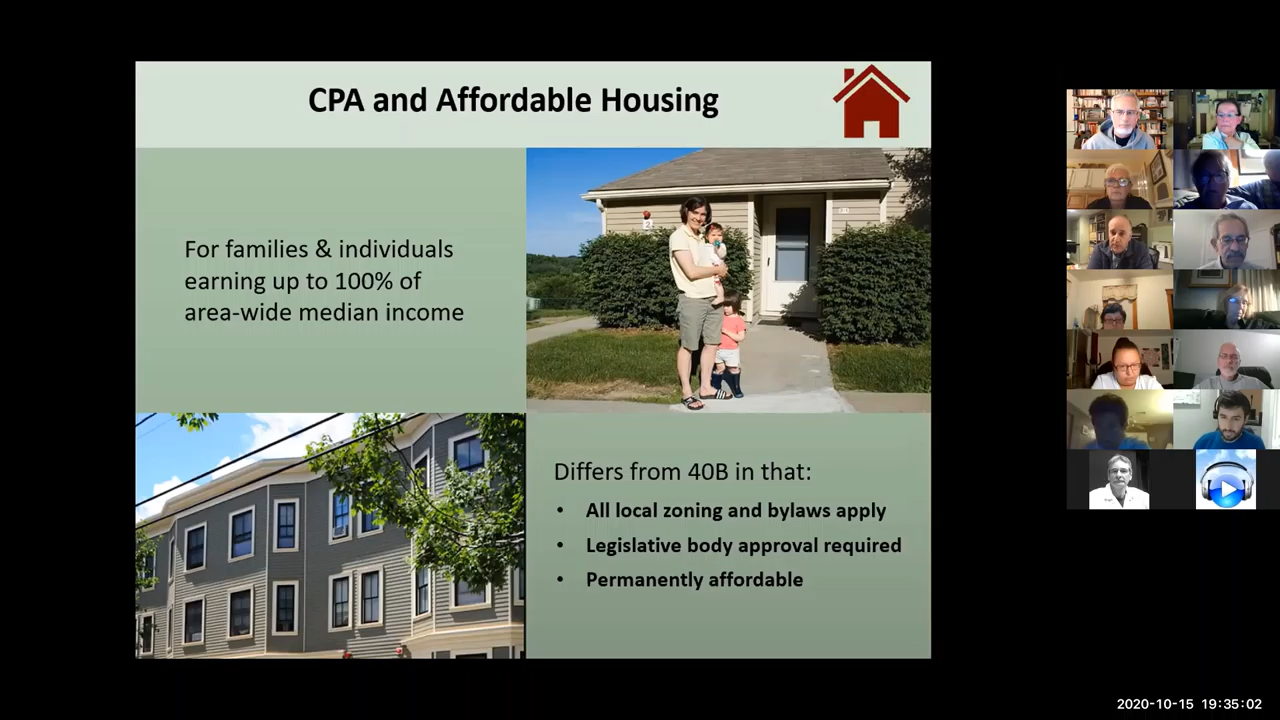 CPA and Affordable Housing
For families & individuals
earning up to 100% of
area-wide median income
2
Differs from 40B in that:
• All local zoning and bylaws apply
• Legislative body approval required
• Permanently affordable
2020-10-15 19:35:02